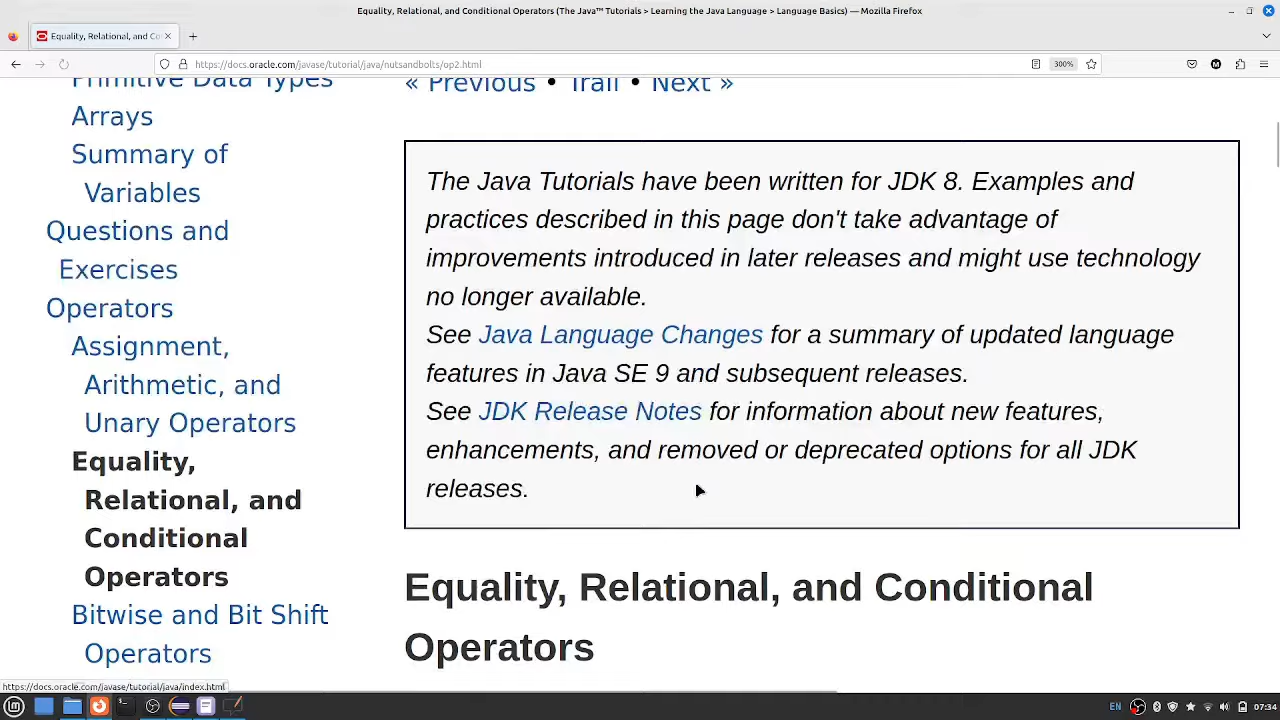 Equality, Relational, and Conditional Operators (The Java™ Tutorials > Learning the Java Language > Language Basics) — Mozilla Firefox
Equality, Relational, and Co
https://docs.oracle.com/javase/tutorial/java/nutsandbolts/op2.html
300%
Primitive Data Types
Arrays
Summary of
Variables
Questions and
Exercises
Operators
Assignment,
Arithmetic, and
Unary Operators
Equality,
Relational, and
Conditional
Operators
Bitwise and Bit Shift
Operators
« Previous • Trail • Next »
The Java Tutorials have been written for JDK 8. Examples and
practices described in this page don't take advantage of
improvements introduced in later releases and might use technology
no longer available.
See Java Language Changes for a summary of updated language
features in Java SE 9 and subsequent releases.
See JDK Release Notes for information about new features,
enhancements, and removed or deprecated options for all JDK
releases.
Equality, Relational, and Conditional
Operators
https://docs.oracle.com/javase/tutorial/java/index.html
EN
07:34